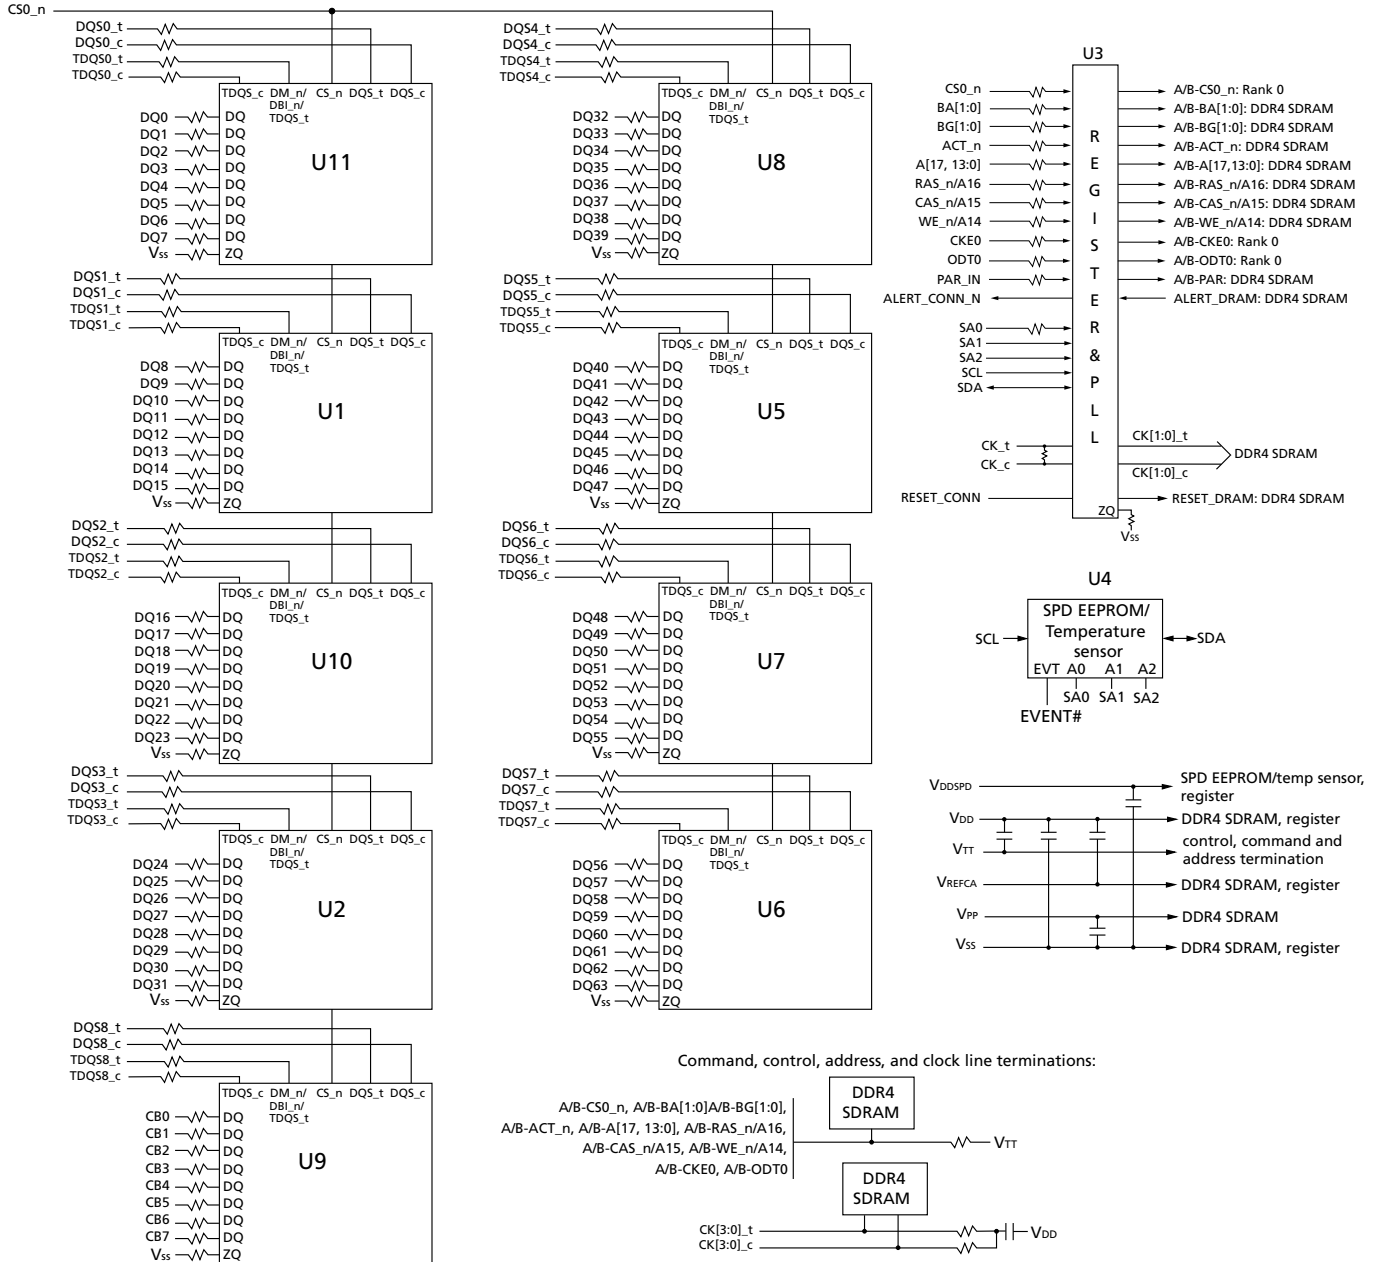 CS0_n
DQS0_t
DQS0_c
TDQS0_t
TDQS0_c
TDQS_c DM_n/ CS_n DQS_t DQS_c
DBI_n/
TDQS_t
DQ0 DQ
DQ1 DQ
DQ2 DQ
DQ3 DQ
DQ4 DQ
DQ5 DQ
DQ6 DQ
DQ7 DQ
Vss ZQ
U11
DQS1_t
DQS1_c
TDQS1_t
TDQS1_c
TDQS_c DM_n/ CS_n DQS_t DQS_c
DBI_n/
TDQS_t
DQ8 DQ
DQ9 DQ
DQ10 DQ
DQ11 DQ
DQ12 DQ
DQ13 DQ
DQ14 DQ
DQ15 DQ
Vss ZQ
U1
DQS2_t
DQS2_c
TDQS2_t
TDQS2_c
TDQS_c DM_n/ CS_n DQS_t DQS_c
DBI_n/
TDQS_t
DQ16 DQ
DQ17 DQ
DQ18 DQ
DQ19 DQ
DQ20 DQ
DQ21 DQ
DQ22 DQ
DQ23 DQ
Vss ZQ
U10
DQS3_t
DQS3_c
TDQS3_t
TDQS3_c
TDQS_c DM_n/ CS_n DQS_t DQS_c
DBI_n/
TDQS_t
DQ24 DQ
DQ25 DQ
DQ26 DQ
DQ27 DQ
DQ28 DQ
DQ29 DQ
DQ30 DQ
DQ31 DQ
Vss ZQ
U2
DQS8_t
DQS8_c
TDQS8_t
TDQS8_c
TDQS_c DM_n/ CS_n DQS_t DQS_c
DBI_n/
TDQS_t
CB0 DQ
CB1 DQ
CB2 DQ
CB3 DQ
CB4 DQ
CB5 DQ
CB6 DQ
CB7 DQ
Vss ZQ
U9
DQS4_t
DQS4_c
TDQS4_t
TDQS4_c
TDQS_c DM_n/ CS_n DQS_t DQS_c
DBI_n/
TDQS_t
DQ32 DQ
DQ33 DQ
DQ34 DQ
DQ35 DQ
DQ36 DQ
DQ37 DQ
DQ38 DQ
DQ39 DQ
Vss ZQ
U8
DQS5_t
DQS5_c
TDQS5_t
TDQS5_c
TDQS_c DM_n/ CS_n DQS_t DQS_c
DBI_n/
TDQS_t
DQ40 DQ
DQ41 DQ
DQ42 DQ
DQ43 DQ
DQ44 DQ
DQ45 DQ
DQ46 DQ
DQ47 DQ
Vss ZQ
U5
DQS6_t
DQS6_c
TDQS6_t
TDQS6_c
TDQS_c DM_n/ CS_n DQS_t DQS_c
DBI_n/
TDQS_t
DQ48 DQ
DQ49 DQ
DQ50 DQ
DQ51 DQ
DQ52 DQ
DQ53 DQ
DQ54 DQ
DQ55 DQ
Vss ZQ
U7
DQS7_t
DQS7_c
TDQS7_t
TDQS7_c
TDQS_c DM_n/ CS_n DQS_t DQS_c
DBI_n/
TDQS_t
DQ56 DQ
DQ57 DQ
DQ58 DQ
DQ59 DQ
DQ60 DQ
DQ61 DQ
DQ62 DQ
DQ63 DQ
Vss ZQ
U6
U3
REGISTER & PLL
CS0_n A/B-CS0_n: Rank 0
BA[1:0] A/B-BA[1:0]: DDR4 SDRAM
BG[1:0] A/B-BG[1:0]: DDR4 SDRAM
ACT_n A/B-ACT_n: DDR4 SDRAM
A[17, 13:0] A/B-A[17,13:0]: DDR4 SDRAM
RAS_n/A16 A/B-RAS_n/A16: DDR4 SDRAM
CAS_n/A15 A/B-CAS_n/A15: DDR4 SDRAM
WE_n/A14 A/B-WE_n/A14: DDR4 SDRAM
CKE0 A/B-CKE0: Rank 0
ODT0 A/B-ODT0: Rank 0
PAR_IN A/B-PAR: DDR4 SDRAM
ALERT_CONN_N ALERT_DRAM: DDR4 SDRAM
SA0
SA1
SA2
SCL
SDA
CK_t CK[1:0]_t
DDR4 SDRAM
CK_c CK[1:0]_c
RESET_CONN RESET_DRAM: DDR4 SDRAM
ZQ
Vss
U4
SPD EEPROM/
Temperature
sensor
SCL SDA
EVT A0 A1 A2
SA0 SA1 SA2
EVENT#
VDDSPD SPD EEPROM/temp sensor,
register
VDD DDR4 SDRAM, register
VTT control, command and
address termination
VREFCA DDR4 SDRAM, register
VPP DDR4 SDRAM
Vss DDR4 SDRAM, register
Command, control, address, and clock line terminations:
DDR4
SDRAM
A/B-CS0_n, A/B-BA[1:0]A/B-BG[1:0],
A/B-ACT_n, A/B-A[17, 13:0], A/B-RAS_n/A16,
A/B-CAS_n/A15, A/B-WE_n/A14,
A/B-CKE0, A/B-ODT0
VTT
DDR4
SDRAM
CK[3:0]_t
CK[3:0]_c
VDD